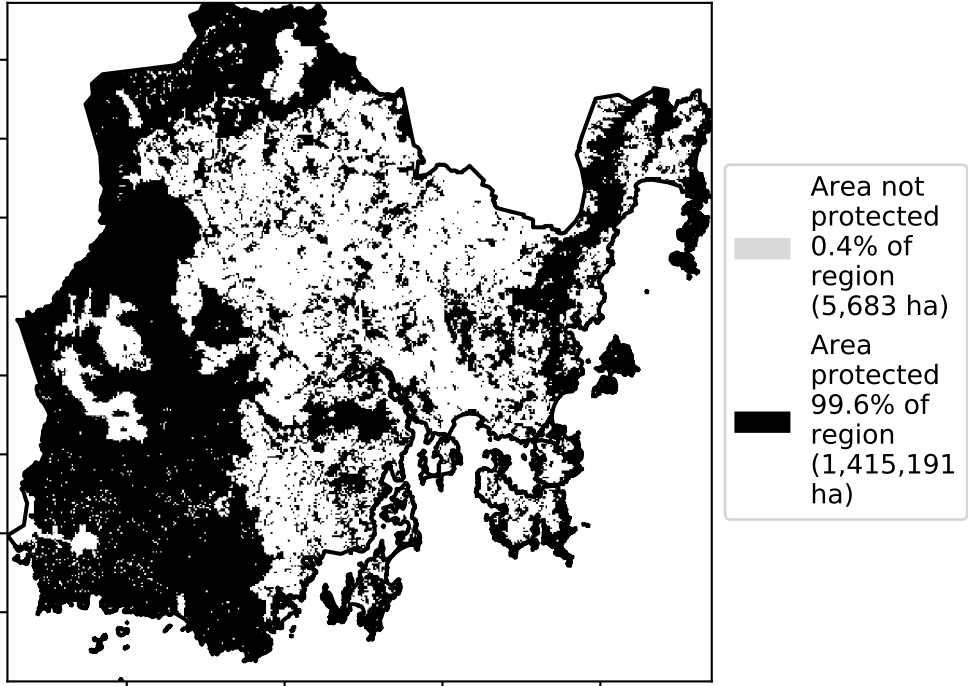 Area not
protected
0.4% of
region
(5,683 ha)
Area
protected
99.6% of
region
(1,415,191
ha)